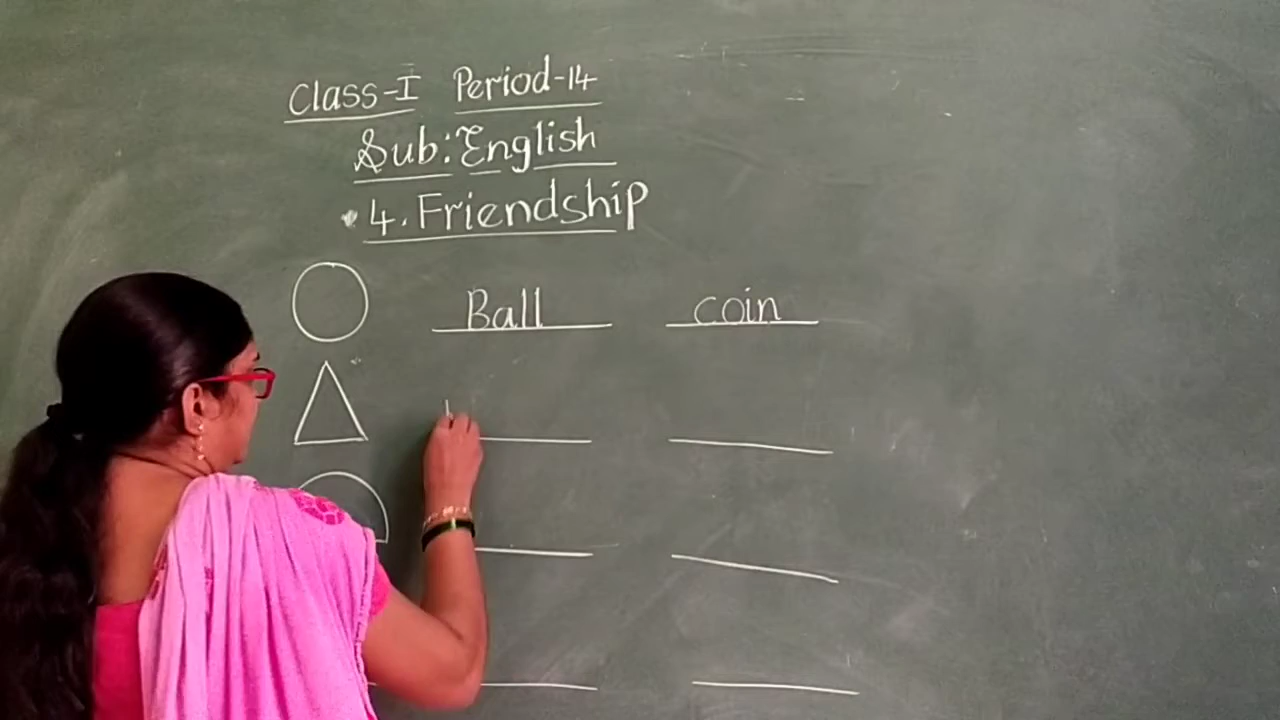 Class-I Period-14
Sub: English
4. Friendship
Ball coin